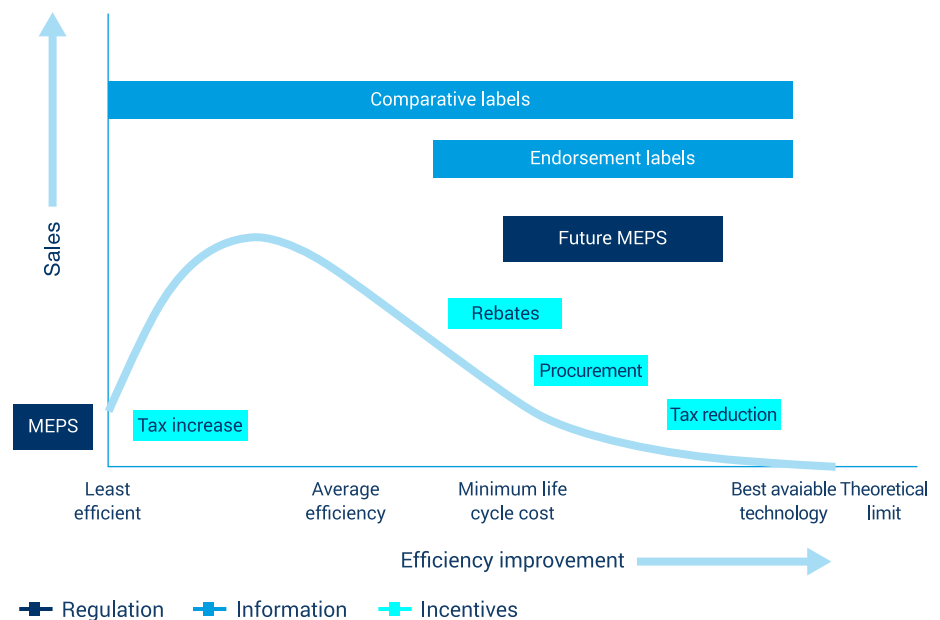 Sales
Comparative labels
Endorsement labels
Future MEPS
Rebates
Procurement
Tax reduction
MEPS
Tax increase
Least
efficient
Average
efficiency
Minimum life
cycle cost
Best avaiable
technology
Theoretical
limit
Efficiency improvement
Regulation
Information
Incentives